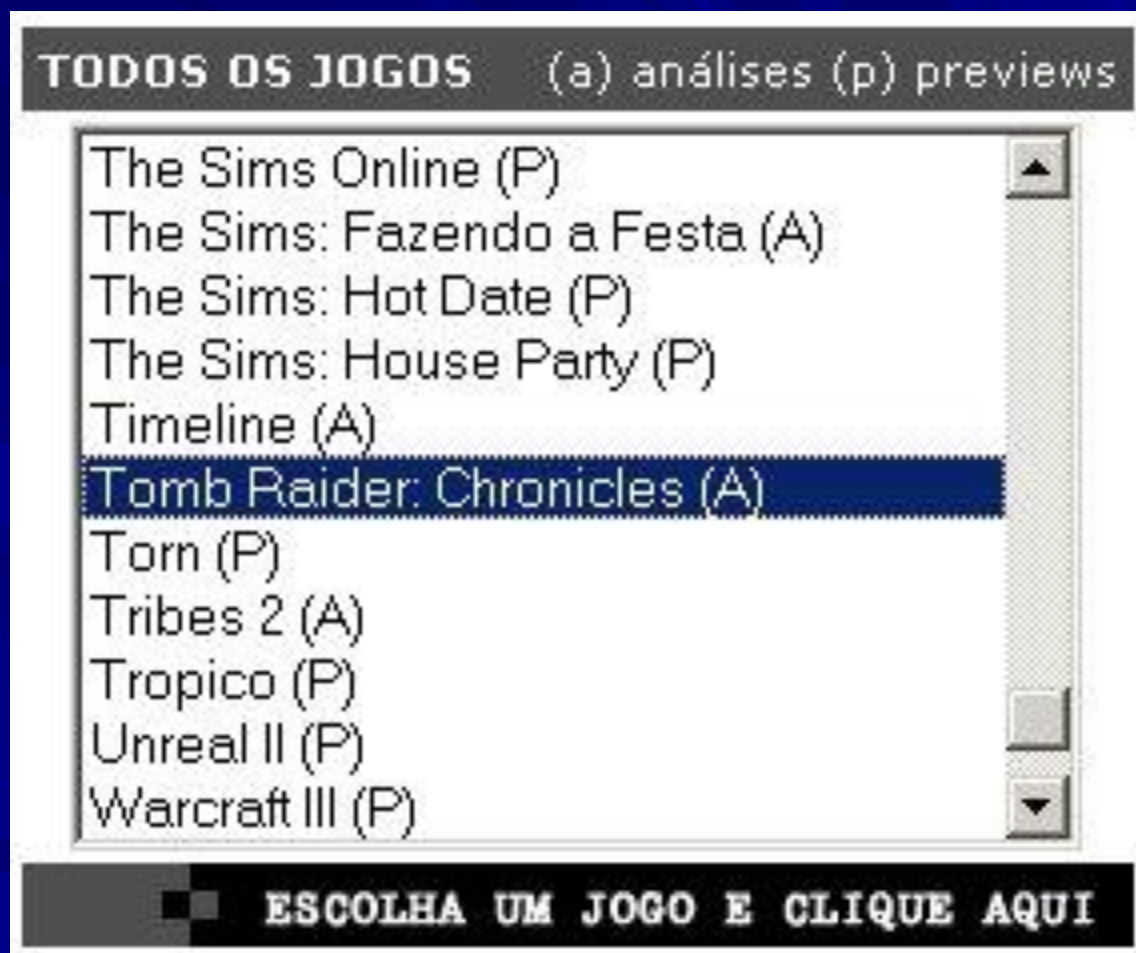 TODOS OS JOGOS (a) análises (p) previews
The Sims Online (P)
The Sims: Fazendo a Festa (A)
The Sims: Hot Date (P)
The Sims: House Party (P)
Timeline (A)
Tomb Raider: Chronicles (A)
Torn (P)
Tribes 2 (A)
Tropico (P)
Unreal II (P)
Warcraft III (P)
ESCOLHA UM JOGO E CLIQUE AQUI